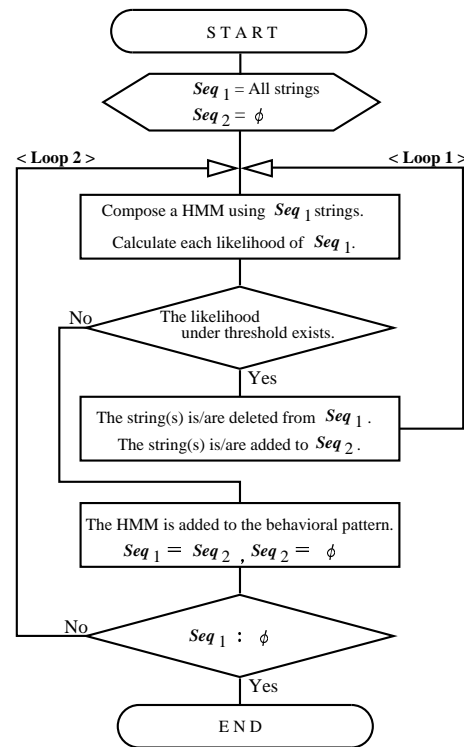 START
Seq 1 = All strings
Seq 2 = ϕ
< Loop 2 >
< Loop 1 >
Compose a HMM using Seq 1 strings.
Calculate each likelihood of Seq 1.
No
The likelihood
under threshold exists.
Yes
The string(s) is/are deleted from Seq 1.
The string(s) is/are added to Seq 2.
The HMM is added to the behavioral pattern.
Seq 1 = Seq 2 , Seq 2 = ϕ
No
Seq 1 : ϕ
Yes
END